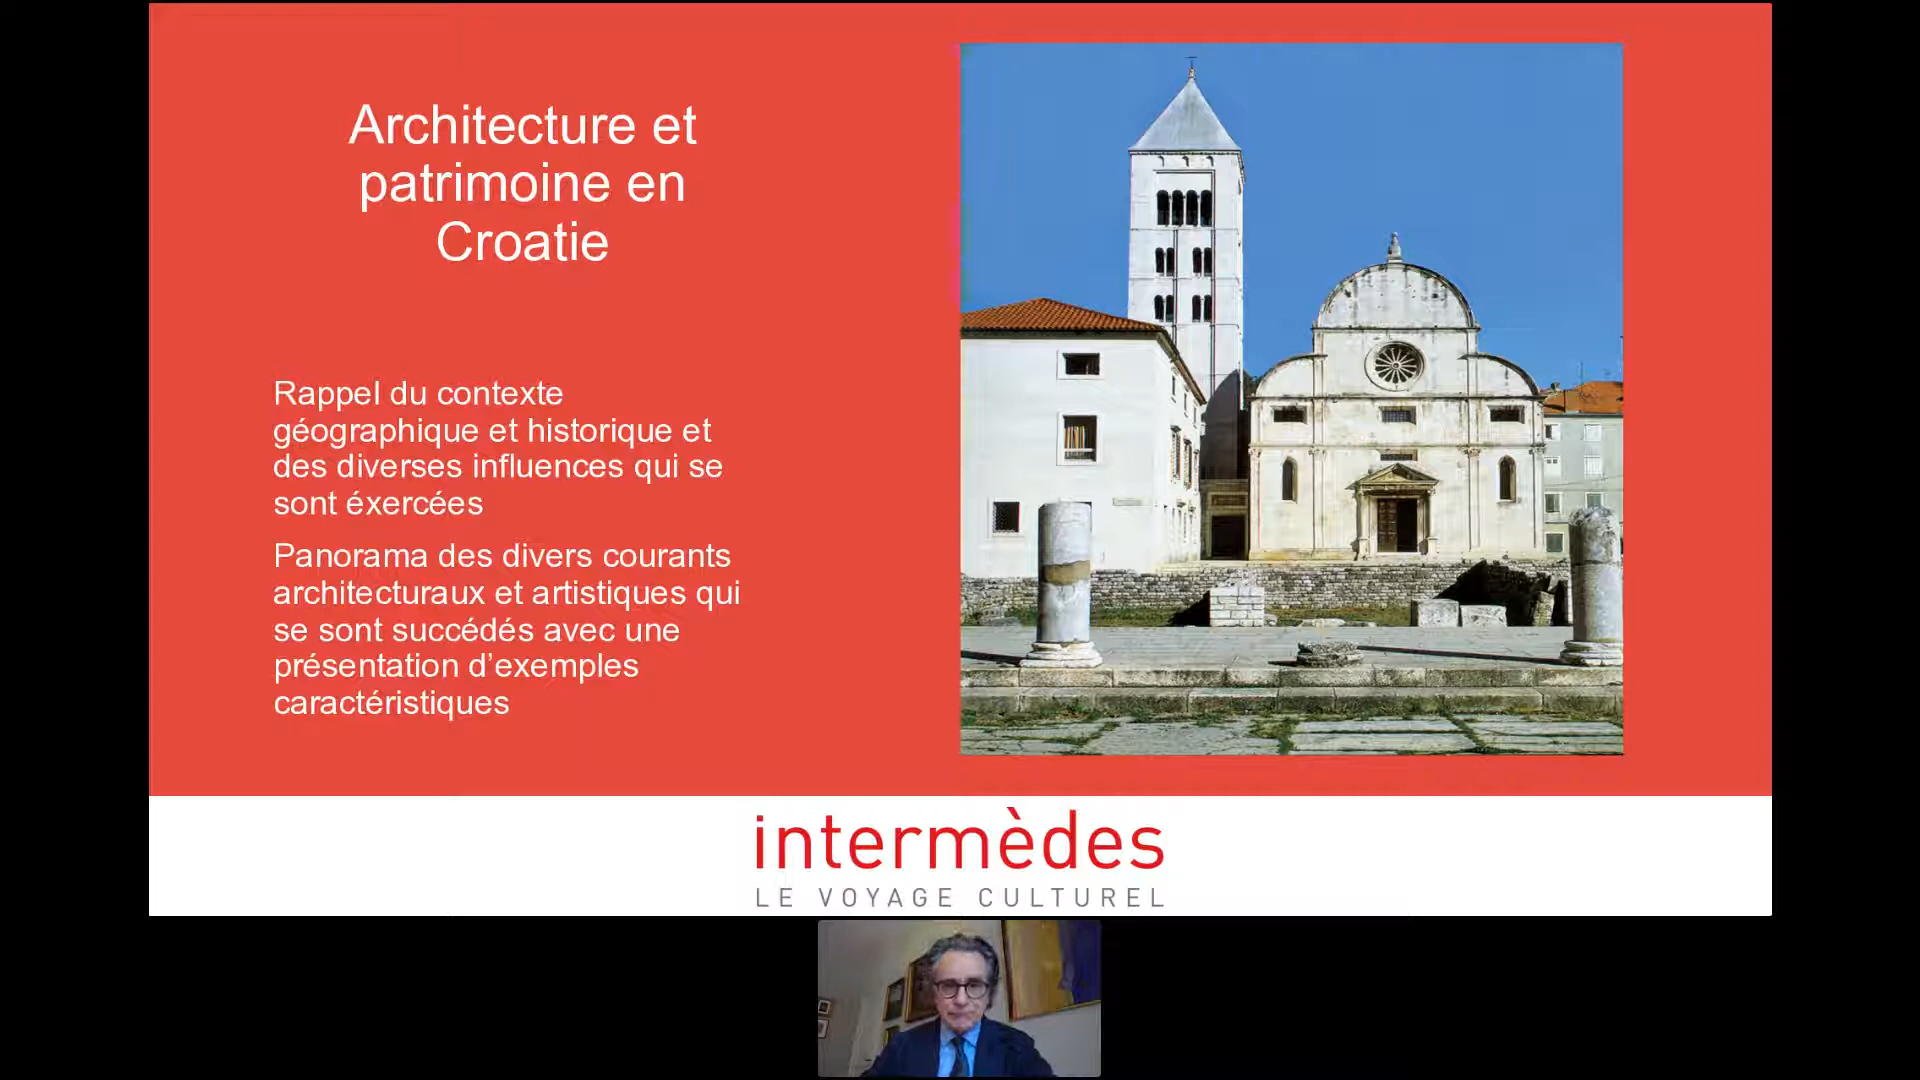 Architecture et
patrimoine en
Croatie
Rappel du contexte
géographique et historique et
des diverses influences qui se
sont éxercées
Panorama des divers courants
architecturaux et artistiques qui
se sont succédés avec une
présentation d’exemples
caractéristiques
intermèdes
LE VOYAGE CULTUREL